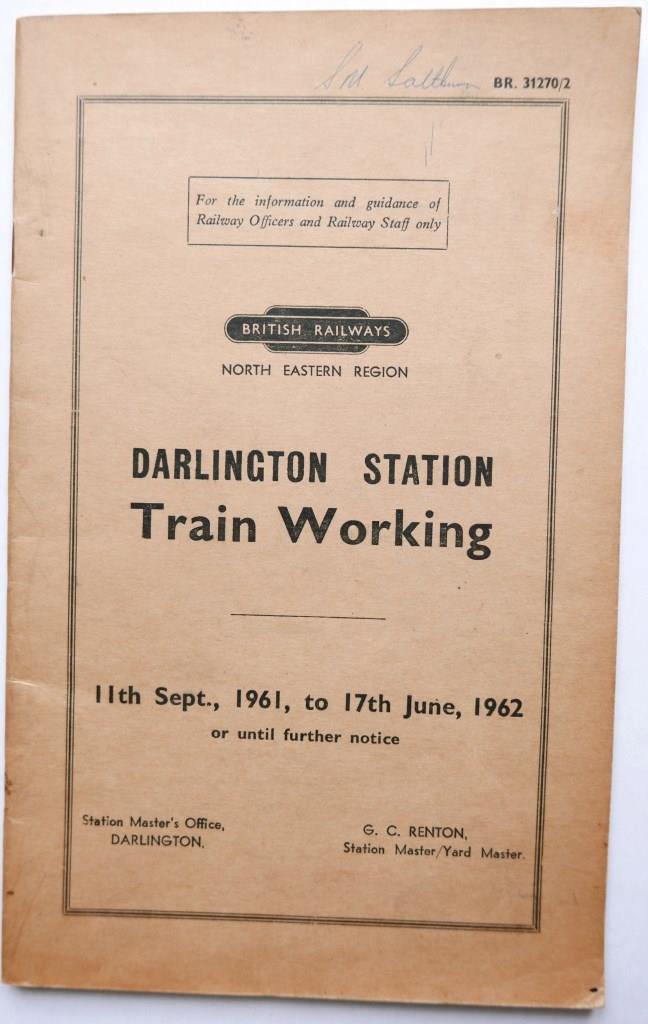 SM Saltburn
BR. 31270/2
For the information and guidance of
Railway Officers and Railway Staff only
BRITISH RAILWAYS
NORTH EASTERN REGION
DARLINGTON STATION
Train Working
11th Sept., 1961, to 17th June, 1962
or until further notice
Station Master's Office,
DARLINGTON.
G. C. RENTON,
Station Master/Yard Master.